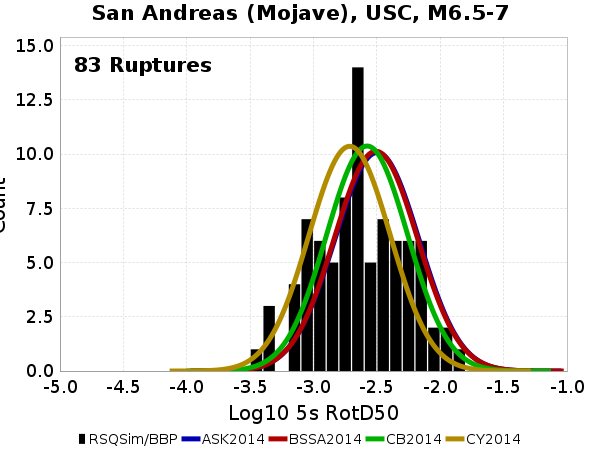 San Andreas (Mojave), USC, M6.5-7
83 Ruptures
15.0
12.5
10.0
7.5
5.0
2.5
0.0
-5.0 -4.5 -4.0 -3.5 -3.0 -2.5 -2.0 -1.5 -1.0
Log10 5s RotD50
RSQSim/BBP ASK2014 BSSA2014 CB2014 CY2014